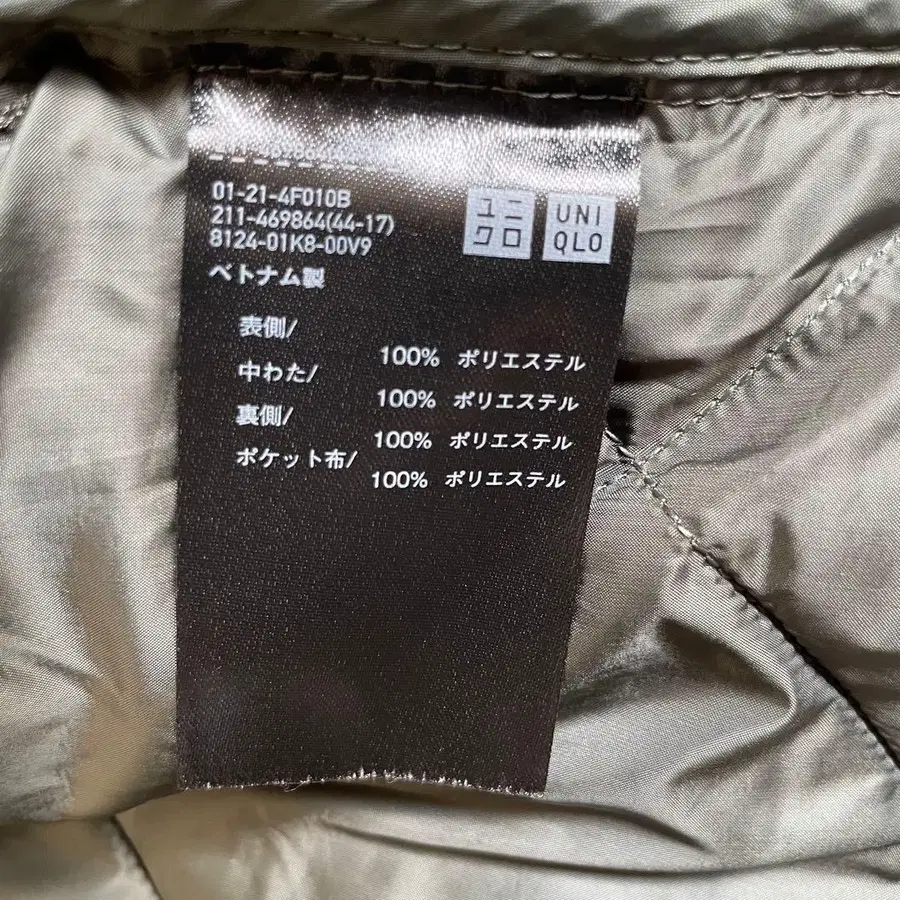 01-21-4F010B
211-469864(44-17)
8124-01K8-00V9
ユニクロ
UNIQLO
ベトナム製
表側/
100% ポリエステル
中わた/
100% ポリエステル
裏側/
100% ポリエステル
ポケット布/
100% ポリエステル